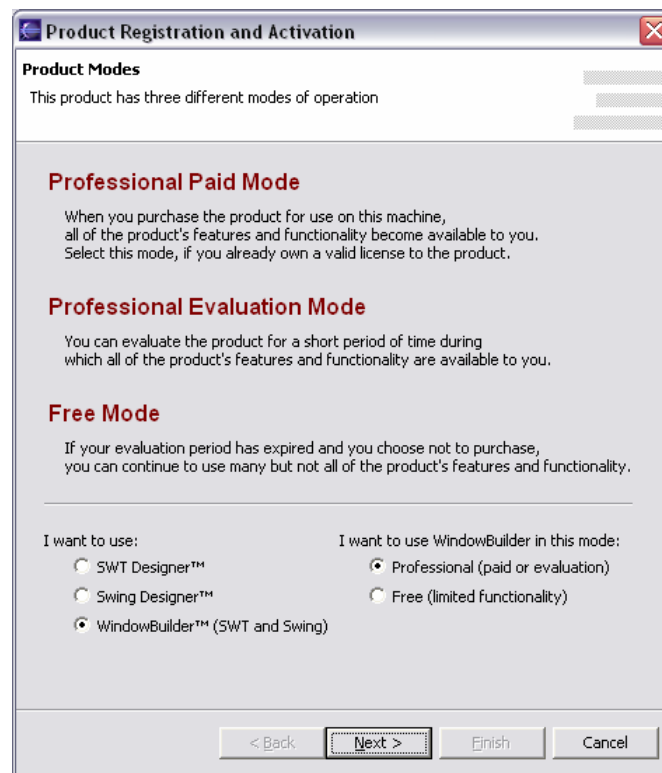 Product Registration and Activation
Product Modes
This product has three different modes of operation
Professional Paid Mode
When you purchase the product for use on this machine,
all of the product's features and functionality become available to you.
Select this mode, if you already own a valid license to the product.
Professional Evaluation Mode
You can evaluate the product for a short period of time during
which all of the product's features and functionality are available to you.
Free Mode
If your evaluation period has expired and you choose not to purchase,
you can continue to use many but not all of the product's features and functionality.
I want to use:
SWT Designer™
Swing Designer™
WindowBuilder™ (SWT and Swing)
I want to use WindowBuilder in this mode:
Professional (paid or evaluation)
Free (limited functionality)
< Back Next > Finish Cancel